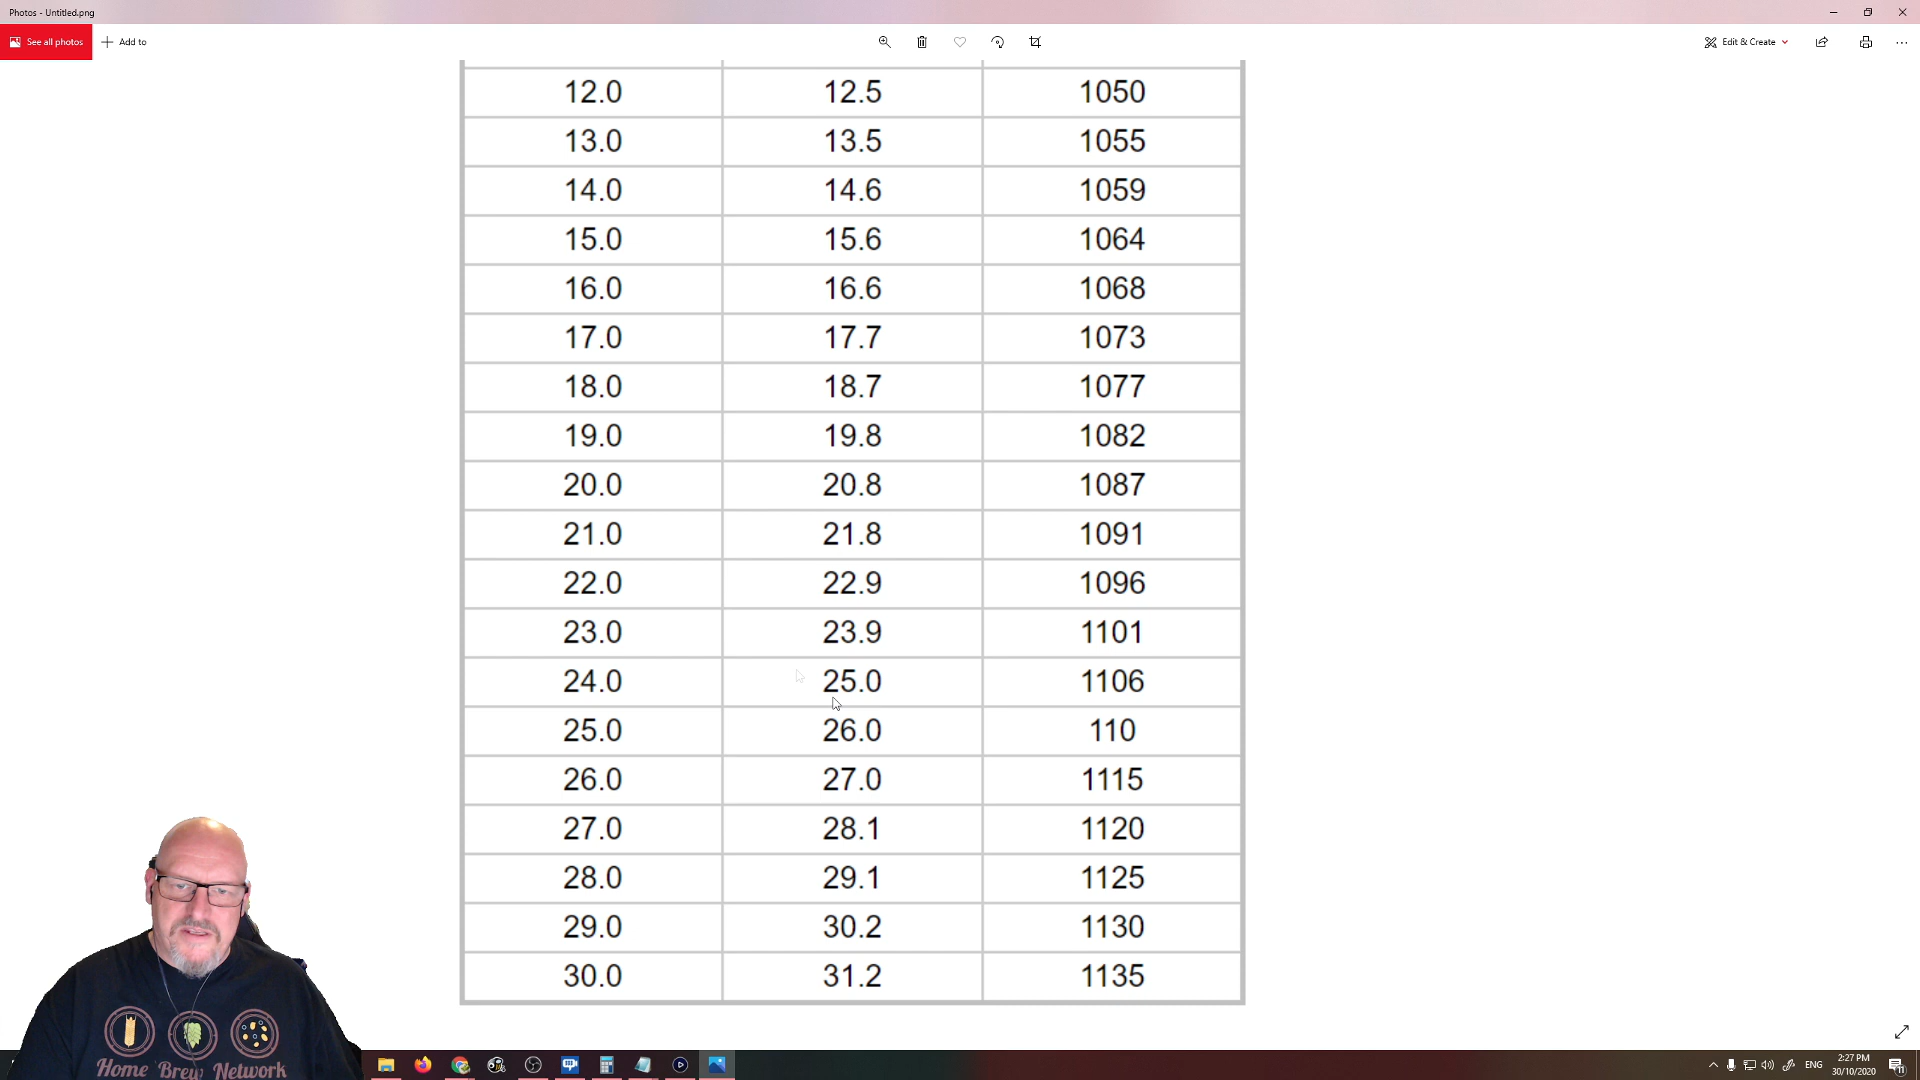 Photos - Untitled.png
See all photos
Add to
Edit & Create
12.0 12.5 1050
13.0 13.5 1055
14.0 14.6 1059
15.0 15.6 1064
16.0 16.6 1068
17.0 17.7 1073
18.0 18.7 1077
19.0 19.8 1082
20.0 20.8 1087
21.0 21.8 1091
22.0 22.9 1096
23.0 23.9 1101
24.0 25.0 1106
25.0 26.0 110
26.0 27.0 1115
27.0 28.1 1120
28.0 29.1 1125
29.0 30.2 1130
30.0 31.2 1135
Home Brew Network
ENG
2:27 PM
30/10/2020
11